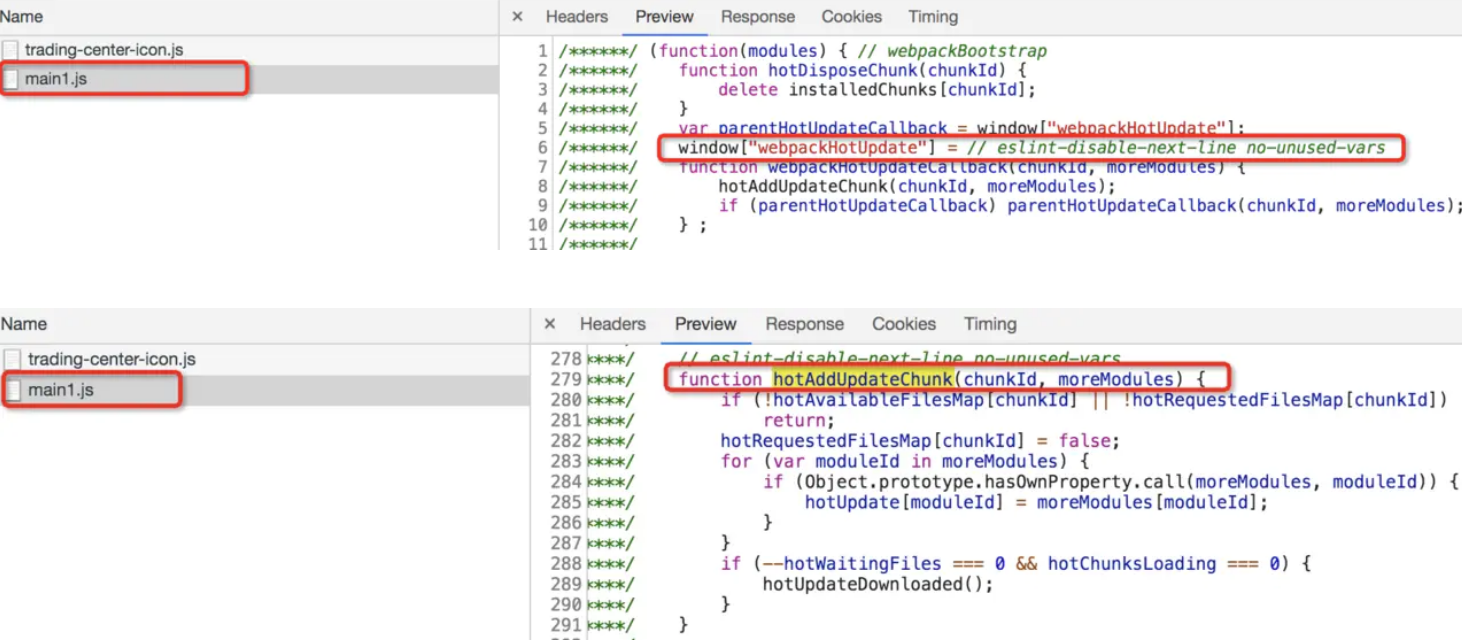 Name
× Headers Preview Response Cookies Timing
trading-center-icon.js
main1.js
1 /******/ (function(modules) { // webpackBootstrap
2 /******/ function hotDisposeChunk(chunkId) {
3 /******/ delete installedChunks[chunkId];
4 /******/ }
5 /******/ var parentHotUpdateCallback = window["webpackHotUpdate"];
6 /******/ window["webpackHotUpdate"] = // eslint-disable-next-line no-unused-vars
7 /******/ function webpackHotUpdateCallback(chunkId, moreModules) {
8 /******/ hotAddUpdateChunk(chunkId, moreModules);
9 /******/ if (parentHotUpdateCallback) parentHotUpdateCallback(chunkId, moreModules);
10 /******/ } ;
11 /******/
Name
× Headers Preview Response Cookies Timing
trading-center-icon.js
main1.js
278 ****/ // eslint-disable-next-line no-unused-vars
279 ****/ function hotAddUpdateChunk(chunkId, moreModules) {
280 ****/ if (!hotAvailableFilesMap[chunkId] || !hotRequestedFilesMap[chunkId])
281 ****/ return;
282 ****/ hotRequestedFilesMap[chunkId] = false;
283 ****/ for (var moduleId in moreModules) {
284 ****/ if (Object.prototype.hasOwnProperty.call(moreModules, moduleId)) {
285 ****/ hotUpdate[moduleId] = moreModules[moduleId];
286 ****/ }
287 ****/ }
288 ****/ if (--hotWaitingFiles === 0 && hotChunksLoading === 0) {
289 ****/ hotUpdateDownloaded();
290 ****/ }
291 ****/ }